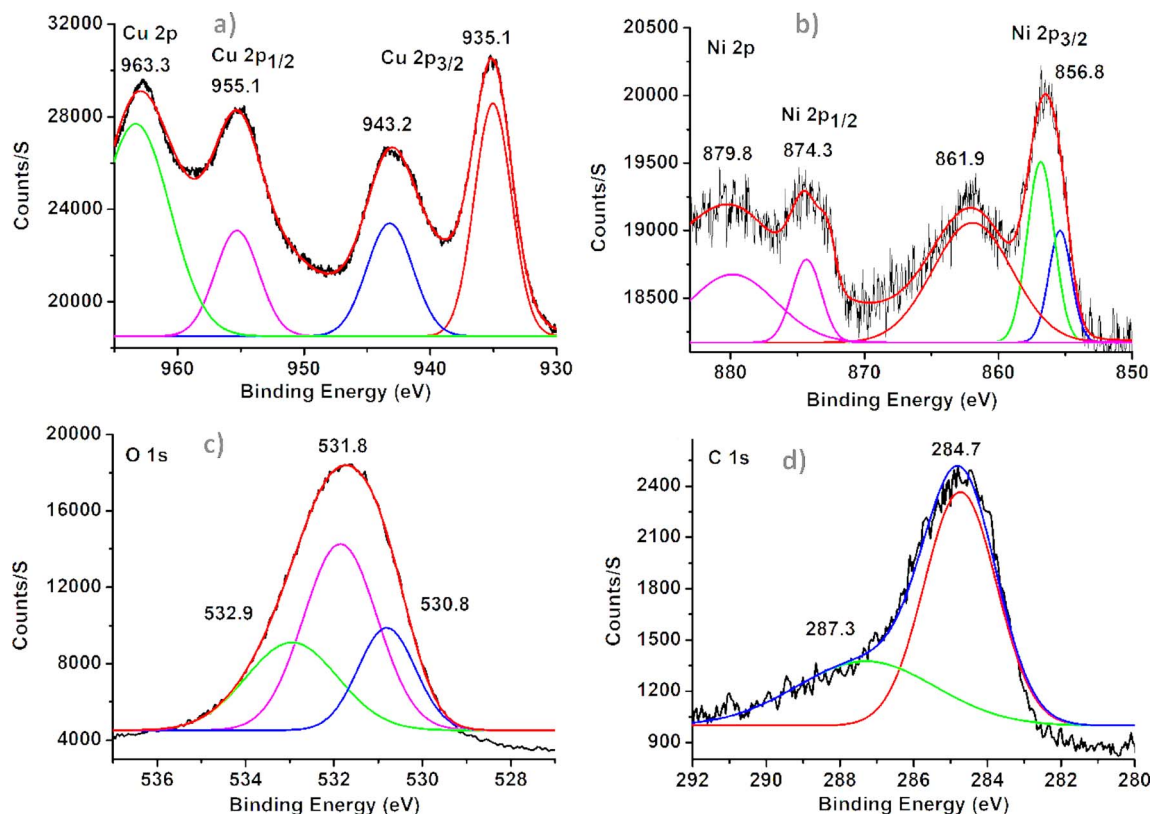 a)
Cu 2p
963.3
Cu 2p1/2
955.1
Cu 2p3/2
943.2
935.1
32000
28000
24000
20000
Counts/S
960
950
940
930
Binding Energy (eV)
b)
Ni 2p
Ni 2p3/2
856.8
Ni 2p1/2
879.8
874.3
861.9
20500
20000
19500
19000
18500
Counts/S
880
870
860
850
Binding Energy (eV)
c)
O 1s
531.8
532.9
530.8
20000
16000
12000
8000
4000
Counts/S
536
534
532
530
528
Binding Energy (eV)
d)
C 1s
284.7
287.3
2400
2100
1800
1500
1200
900
Counts/S
292
290
288
286
284
282
280
Binding Energy (eV)